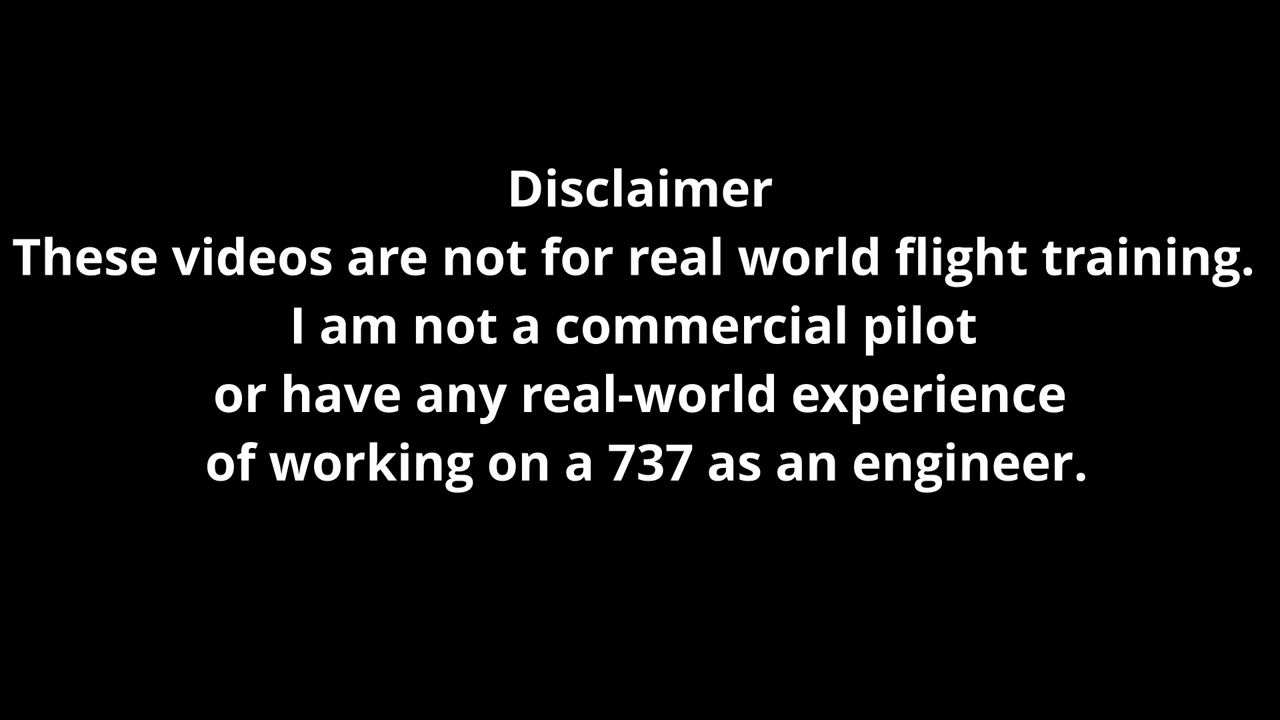 Disclaimer
These videos are not for real world flight training.
I am not a commercial pilot
or have any real-world experience
of working on a 737 as an engineer.